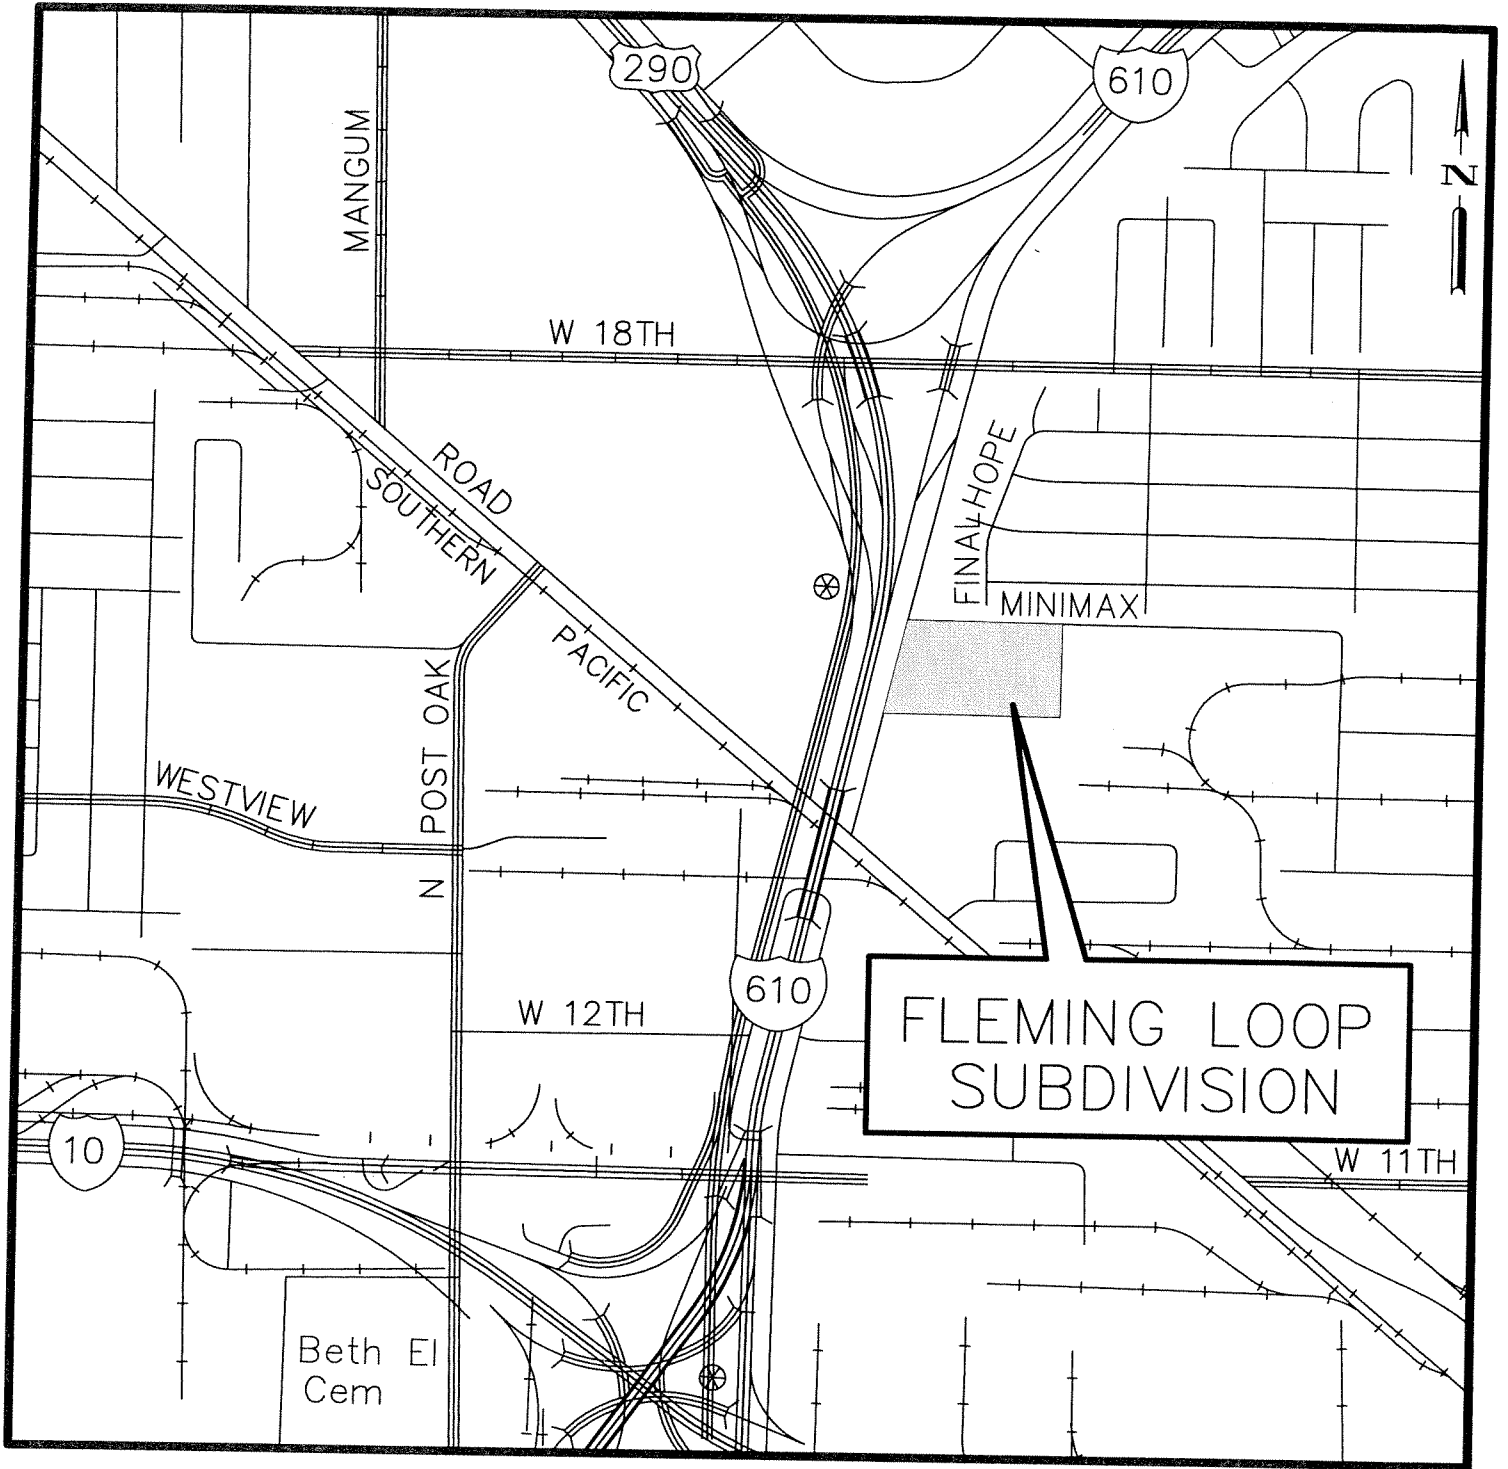 290
610
MANGUM
N
W 18TH
ROAD
SOUTHERN
PACIFIC
FINAL HOPE
MINIMAX
N POST OAK
WESTVIEW
610
W 12TH
FLEMING LOOP
SUBDIVISION
10
W 11TH
Beth El
Cem